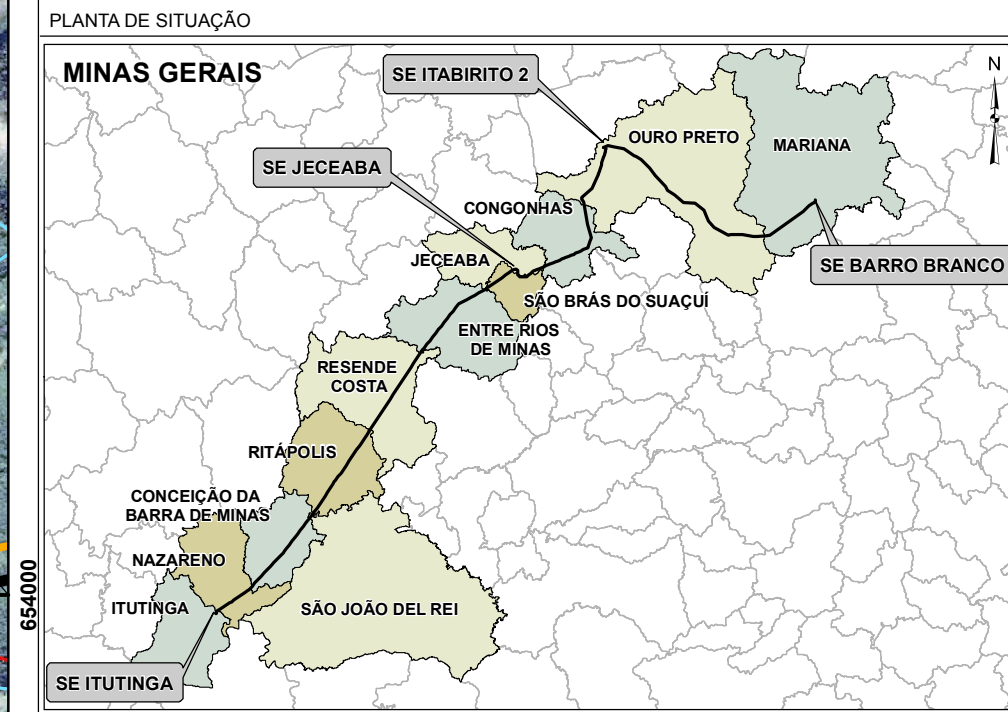 PLANTA DE SITUAÇÃO
MINAS GERAIS
SE ITABIRITO 2
N
OURO PRETO
MARIANA
SE JECEABA
CONGONHAS
JECEABA
SE BARRO BRANCO
SÃO BRÁS DO SUAÇUÍ
ENTRE RIOS
DE MINAS
RESENDE
COSTA
RITÁPOLIS
CONCEIÇÃO DA
BARRA DE MINAS
NAZARENO
ITUTINGA
SÃO JOÃO DEL REI
SE ITUTINGA
654000